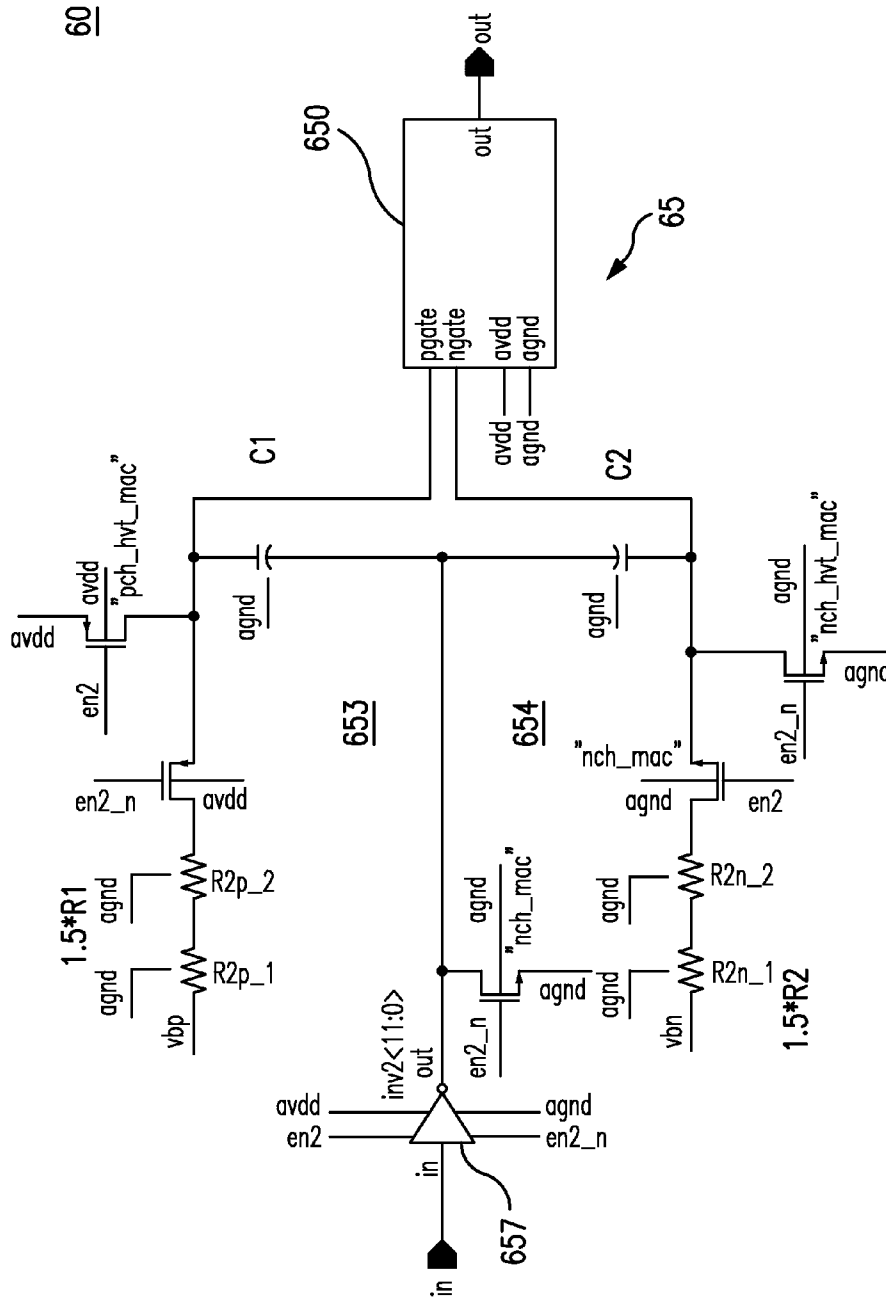 60
avdd
en2
avdd
"pch_hvt_mac"
C1
650
out
out
pgate
ngate
avdd
agnd
avdd
agnd
65
agnd
en2_n
avdd
1.5*R1
agnd
R2p_2
agnd
R2p_1
vbp
653
654
agnd
C2
inv2<11:0>
avdd
en2
out
in
in
agnd
en2_n
657
agnd
"nch_mac"
en2_n
agnd
"nch_mac"
agnd
en2
agnd
R2n_2
agnd
R2n_1
vbn
1.5*R2
agnd
"nch_hvt_mac"
en2_n
agnd